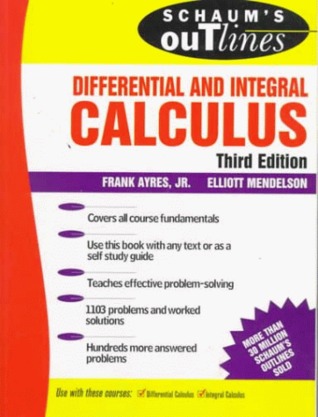 SCHAUM'S
ouTlines
DIFFERENTIAL AND INTEGRAL
CALCULUS
Third Edition
FRANK AYRES, JR. ELLIOTT MENDELSON
Covers all course fundamentals
Use this book with any text or as a
self study guide
Teaches effective problem-solving
1103 problems and worked
solutions
Hundreds more answered
problems
MORE THAN
30 MILLION
SCHAUM'S
OUTLINES
SOLD
Use with these courses: Differential Calculus Integral Calculus